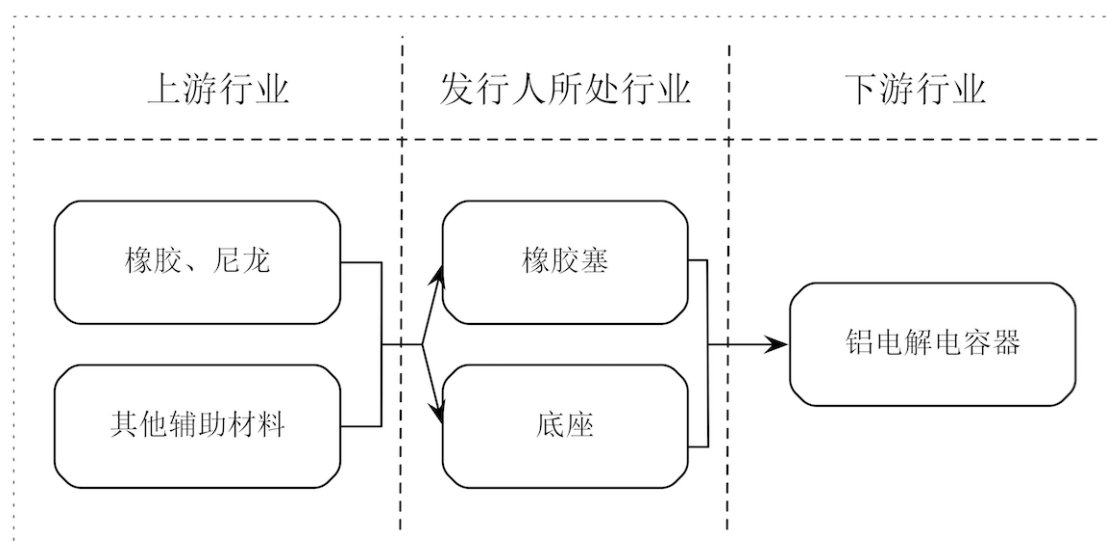 上游行业
发行人所处行业
下游行业
橡胶、尼龙
橡胶塞
铝电解电容器
其他辅助材料
底座